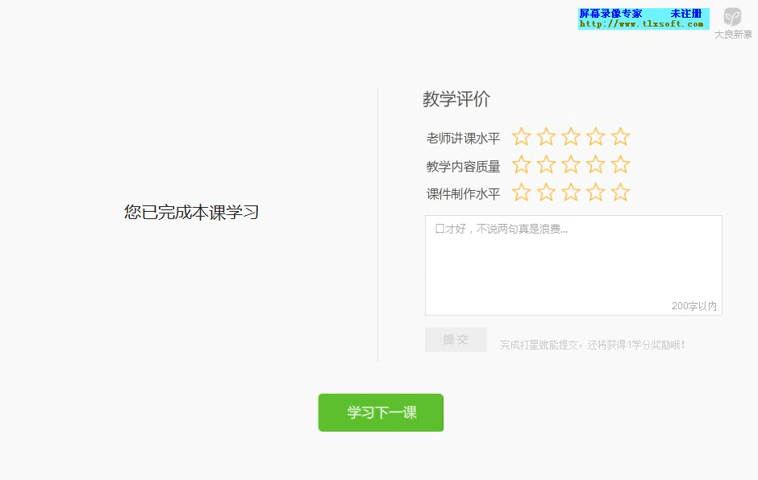 屏幕录像专家 未注册
http://www.tlxsoft.com
大良新寨
教学评价
老师讲课水平
教学内容质量
课件制作水平
您已完成本课学习
才好，不说两句真是浪费...
200字以内
提 交
完成打星就能提交，还将获得1学分奖励哦！
学习下一课